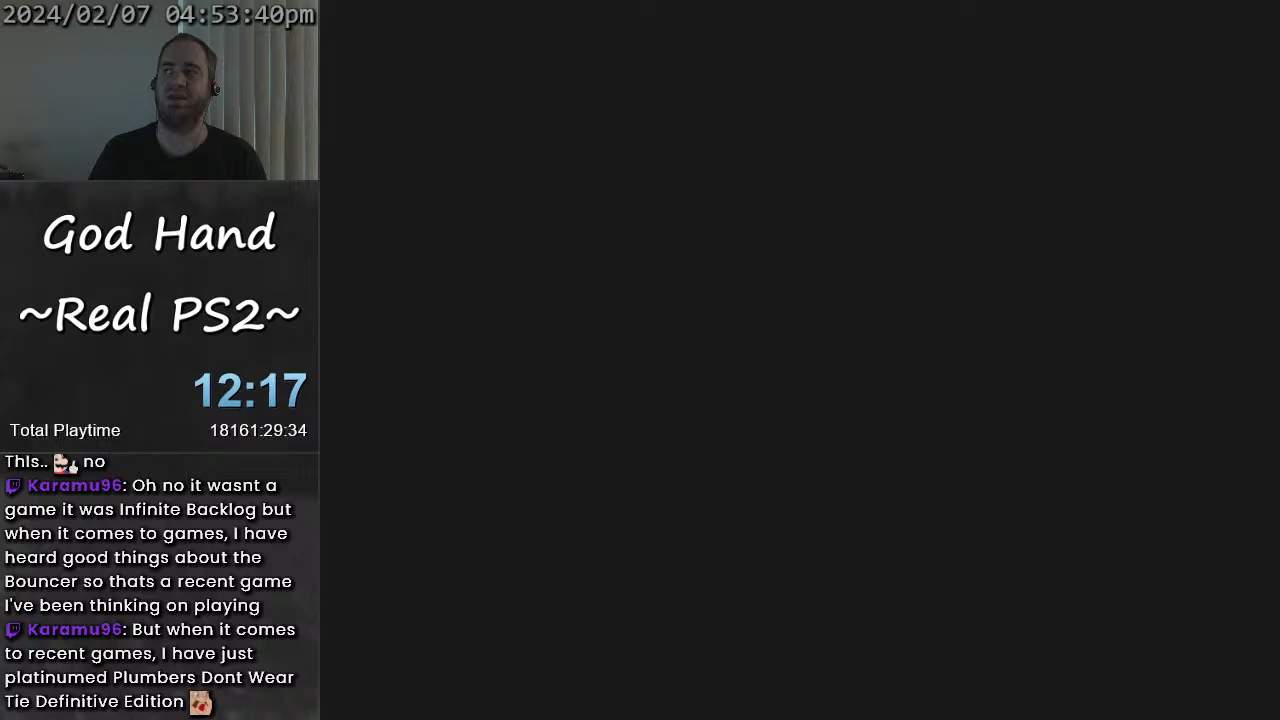 2024/02/07 04:53:40pm
God Hand
~Real PS2~
12:17
Total Playtime 18161:29:34
This.. no
Karamu96: Oh no it wasnt a
game it was Infinite Backlog but
when it comes to games, I have
heard good things about the
Bouncer so thats a recent game
I've been thinking on playing
Karamu96: But when it comes
to recent games, I have just
platinumed Plumbers Dont Wear
Tie Definitive Edition